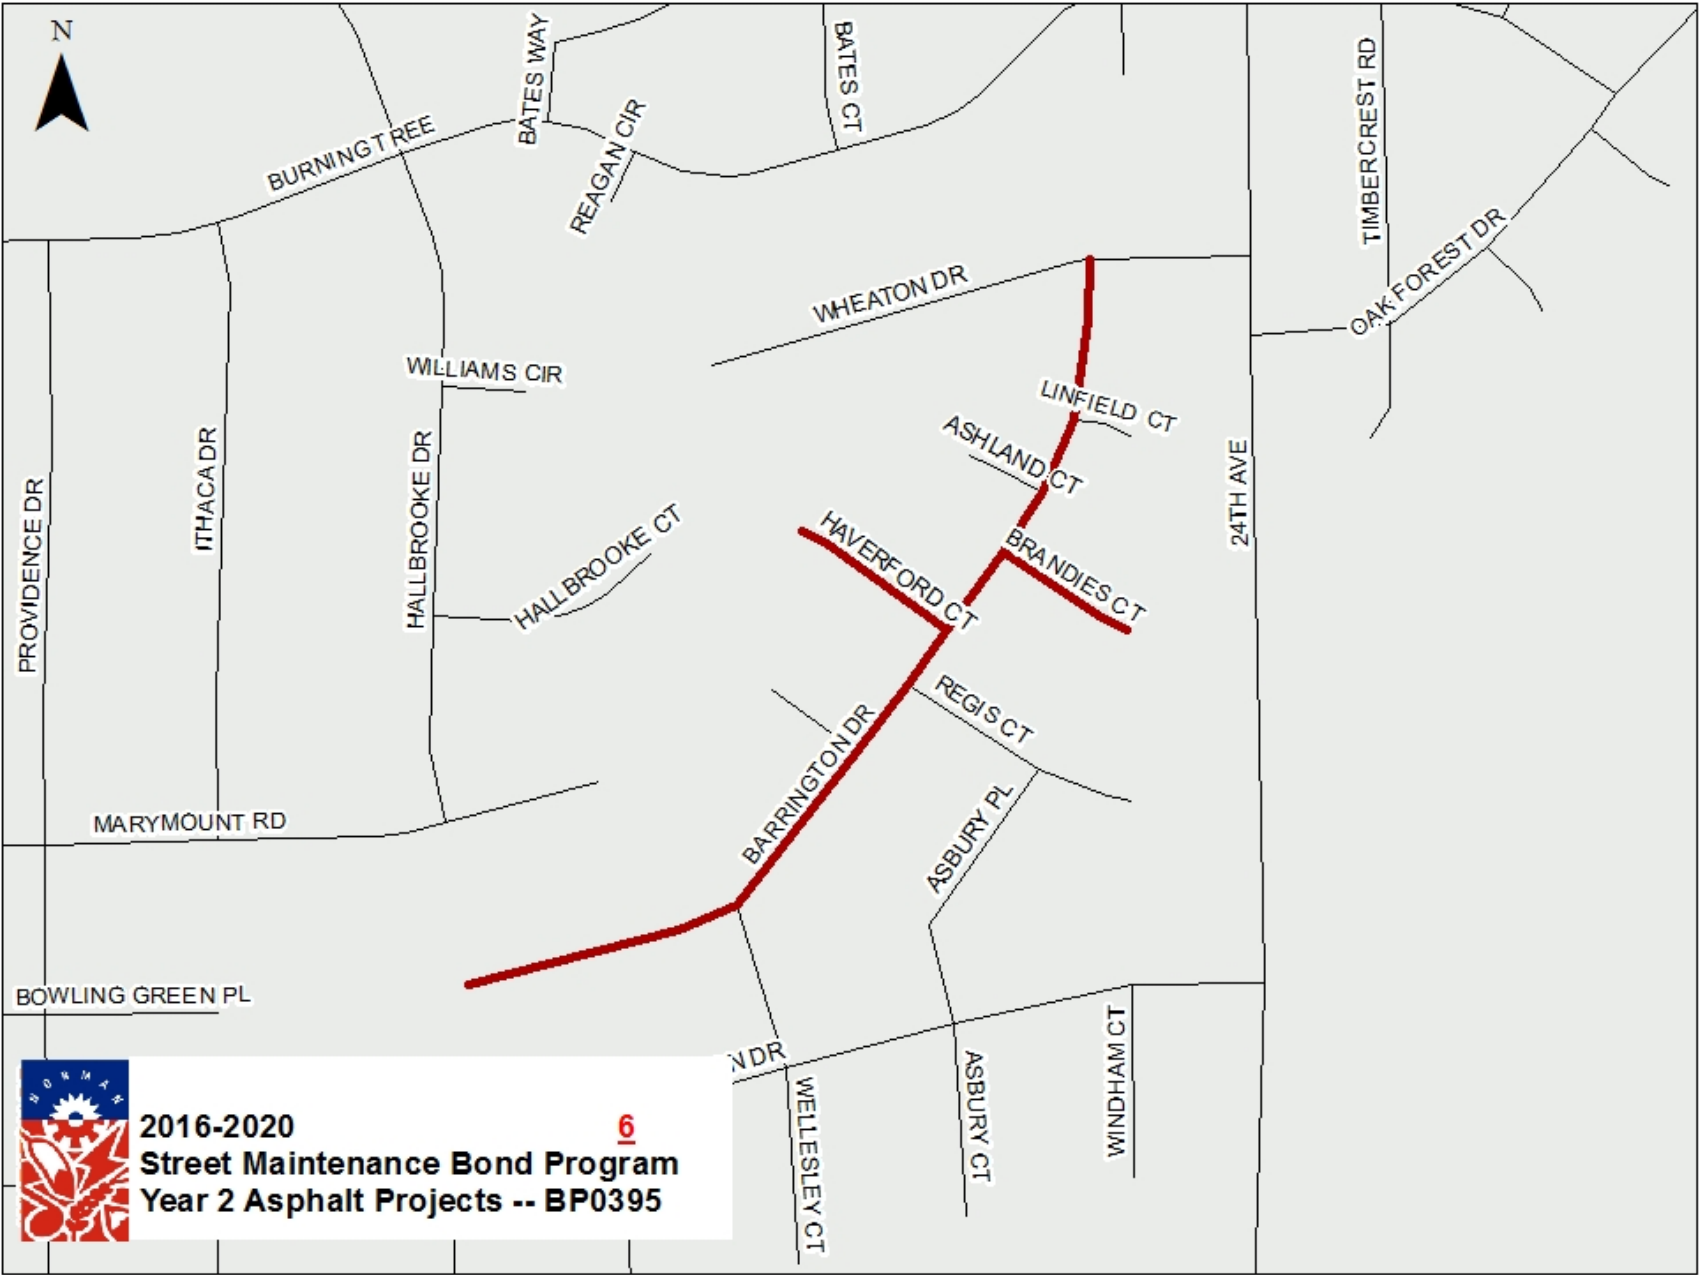 N
BATES WAY
BATES CT
TIMBERCREST RD
BURNING TREE
REAGAN CIR
OAK FOREST DR
WHEATON DR
WILLIAMS CIR
LINFIELD CT
ASHLAND CT
24TH AVE
ITHACA DR
HALLBROOKE DR
PROVIDENCE DR
HALLBROOKE CT
HAVERFORD CT
BRANDIES CT
REGIS CT
BARRINGTON DR
ASBURY PL
MARYMOUNT RD
BOWLING GREEN PL
N DR
WINDHAM CT
ASBURY CT
WELLESLEY CT
NORMAN
2016-2020 6
Street Maintenance Bond Program
Year 2 Asphalt Projects -- BP0395